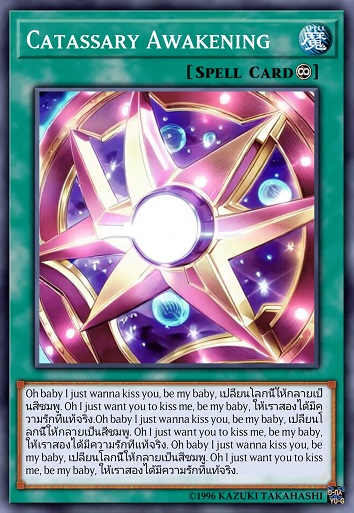 Catassary Awakening
[Spell Card]
Oh baby I just wanna kiss you, be my baby, เปลี่ยนโลกนี้ให้กลายเป็
นสีชมพู. Oh I just want you to kiss me, be my baby, ให้เราสองได้มีค
วามรักที่แท้จริง.Oh baby I just wanna kiss you, be my baby, เปลี่ยนโ
ลกนี้ให้กลายเป็นสีชมพู. Oh I just want you to kiss me, be my baby,
ให้เราสองได้มีความรักที่แท้จริง.Oh baby I just wanna kiss you, be my
baby, เปลี่ยนโลกนี้ให้กลายเป็นสีชมพู. Oh I just want you to kiss
me, be my baby, ให้เราสองได้มีความรักที่แท้จริง.
©1996 KAZUKI TAKAHASHI